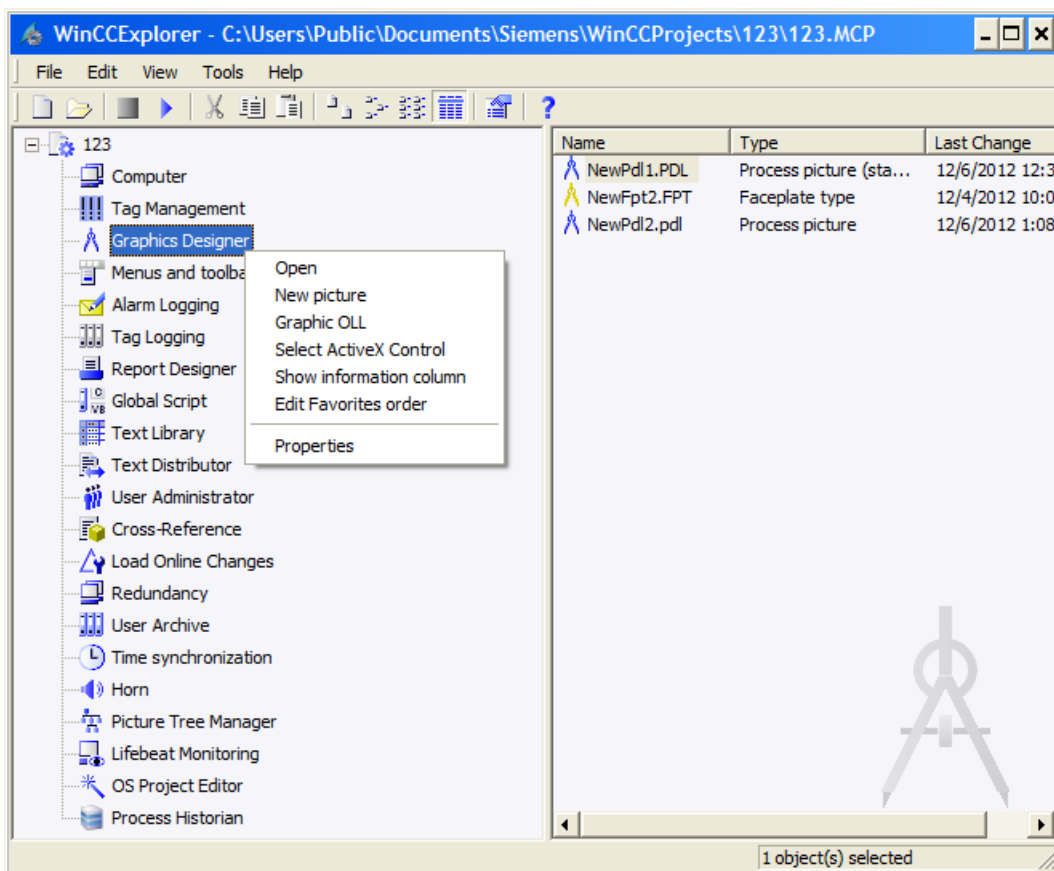 WinCCExplorer - C:\Users\Public\Documents\Siemens\WinCCProjects\123\123.MCP
File Edit View Tools Help
123
Computer
Tag Management
Graphics Designer
Menus and toolba
Alarm Logging
Tag Logging
Report Designer
Global Script
Text Library
Text Distributor
User Administrator
Cross-Reference
Load Online Changes
Redundancy
User Archive
Time synchronization
Horn
Picture Tree Manager
Lifebeat Monitoring
OS Project Editor
Process Historian
Open
New picture
Graphic OLL
Select ActiveX Control
Show information column
Edit Favorites order
Properties
Name Type Last Change
NewPdl1.PDL Process picture (sta... 12/6/2012 12:3
NewFpt2.FPT Faceplate type 12/4/2012 10:0
NewPdl2.pdl Process picture 12/6/2012 1:08
1 object(s) selected